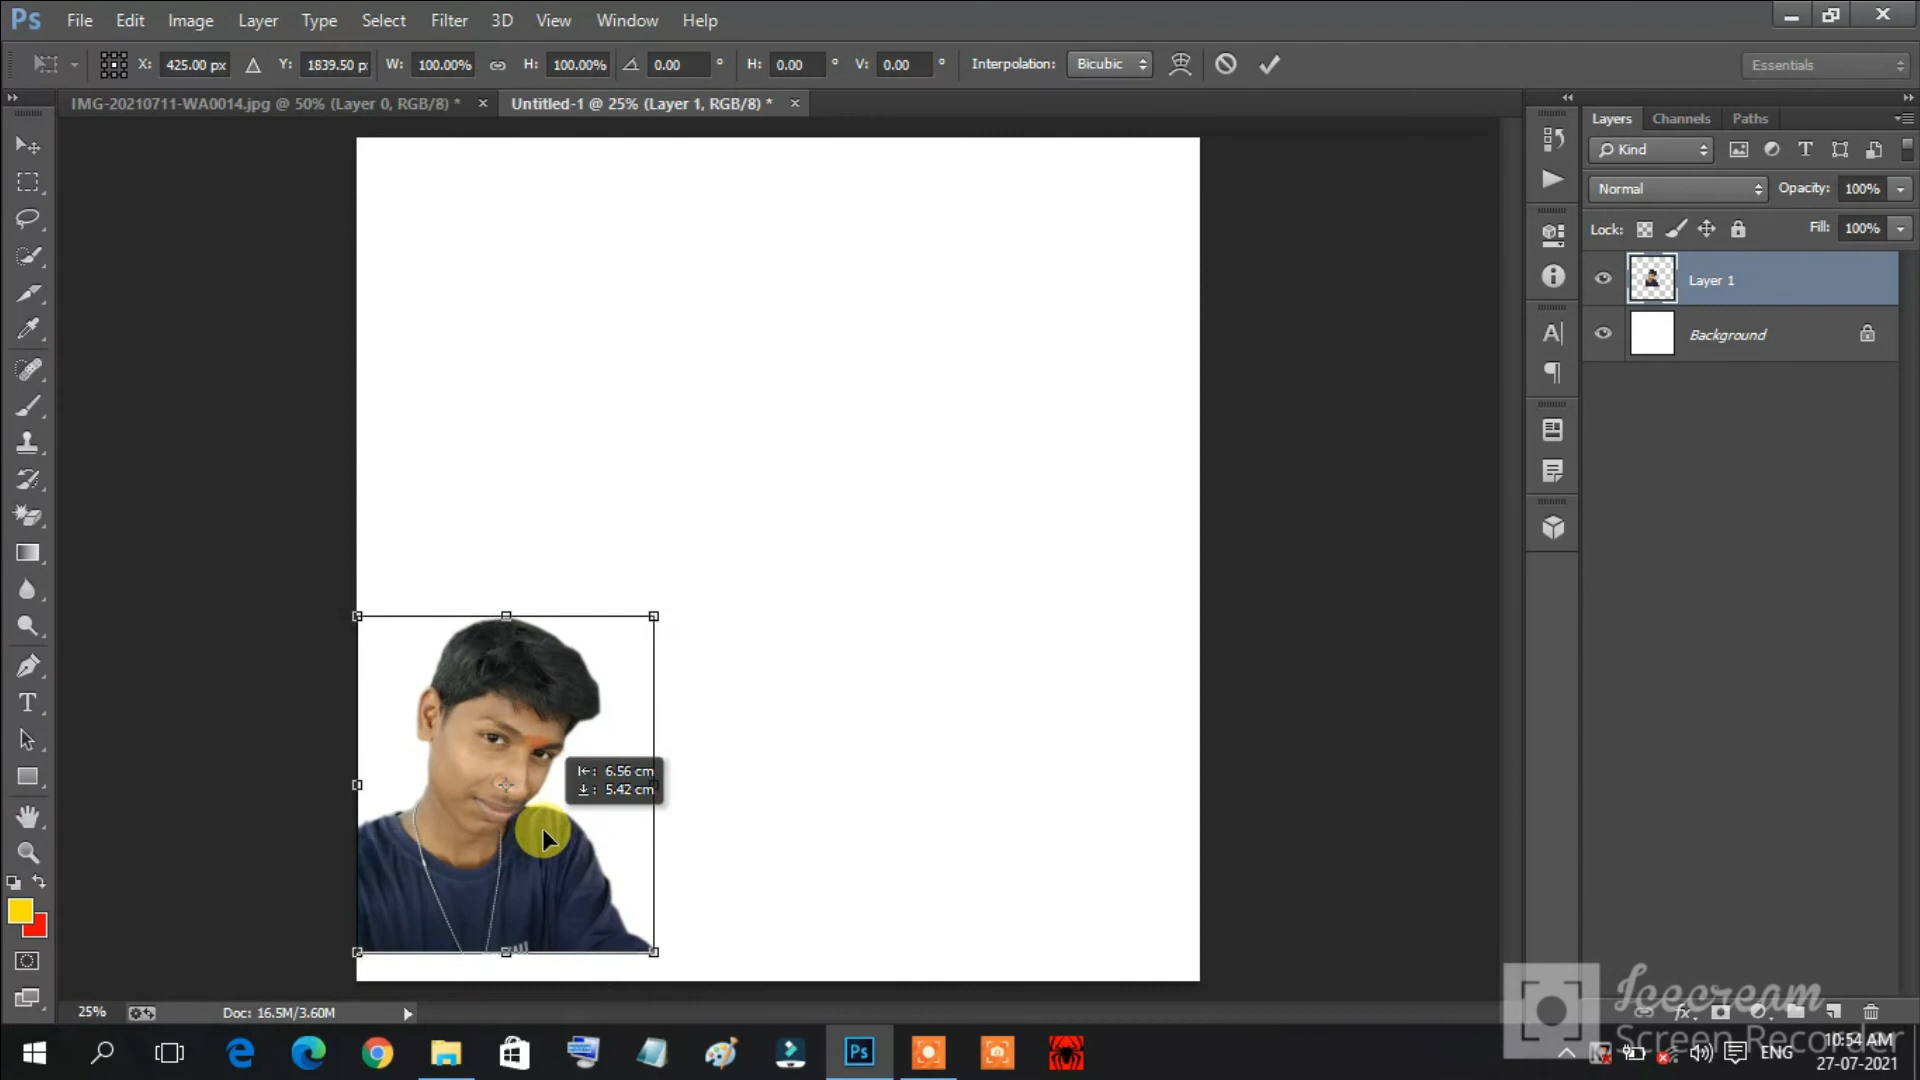 Ps File Edit Image Layer Type Select Filter 3D View Window Help
X: 425.00 px Y: 1839.50 p W: 100.00% H: 100.00% 0.00 ° H: 0.00 ° V: 0.00 ° Interpolation: Bicubic Essentials
IMG-20210711-WA0014.jpg @ 50% (Layer 0, RGB/8) * × Untitled-1 @ 25% (Layer 1, RGB/8) * ×
Layers Channels Paths
Kind
Normal Opacity: 100%
Lock: Fill: 100%
Layer 1
Background
6.56 cm
5.42 cm
25% Doc: 16.5M/3.60M
Icecream
Screen Recorder
Ps ENG 10:54 AM
27-07-2021